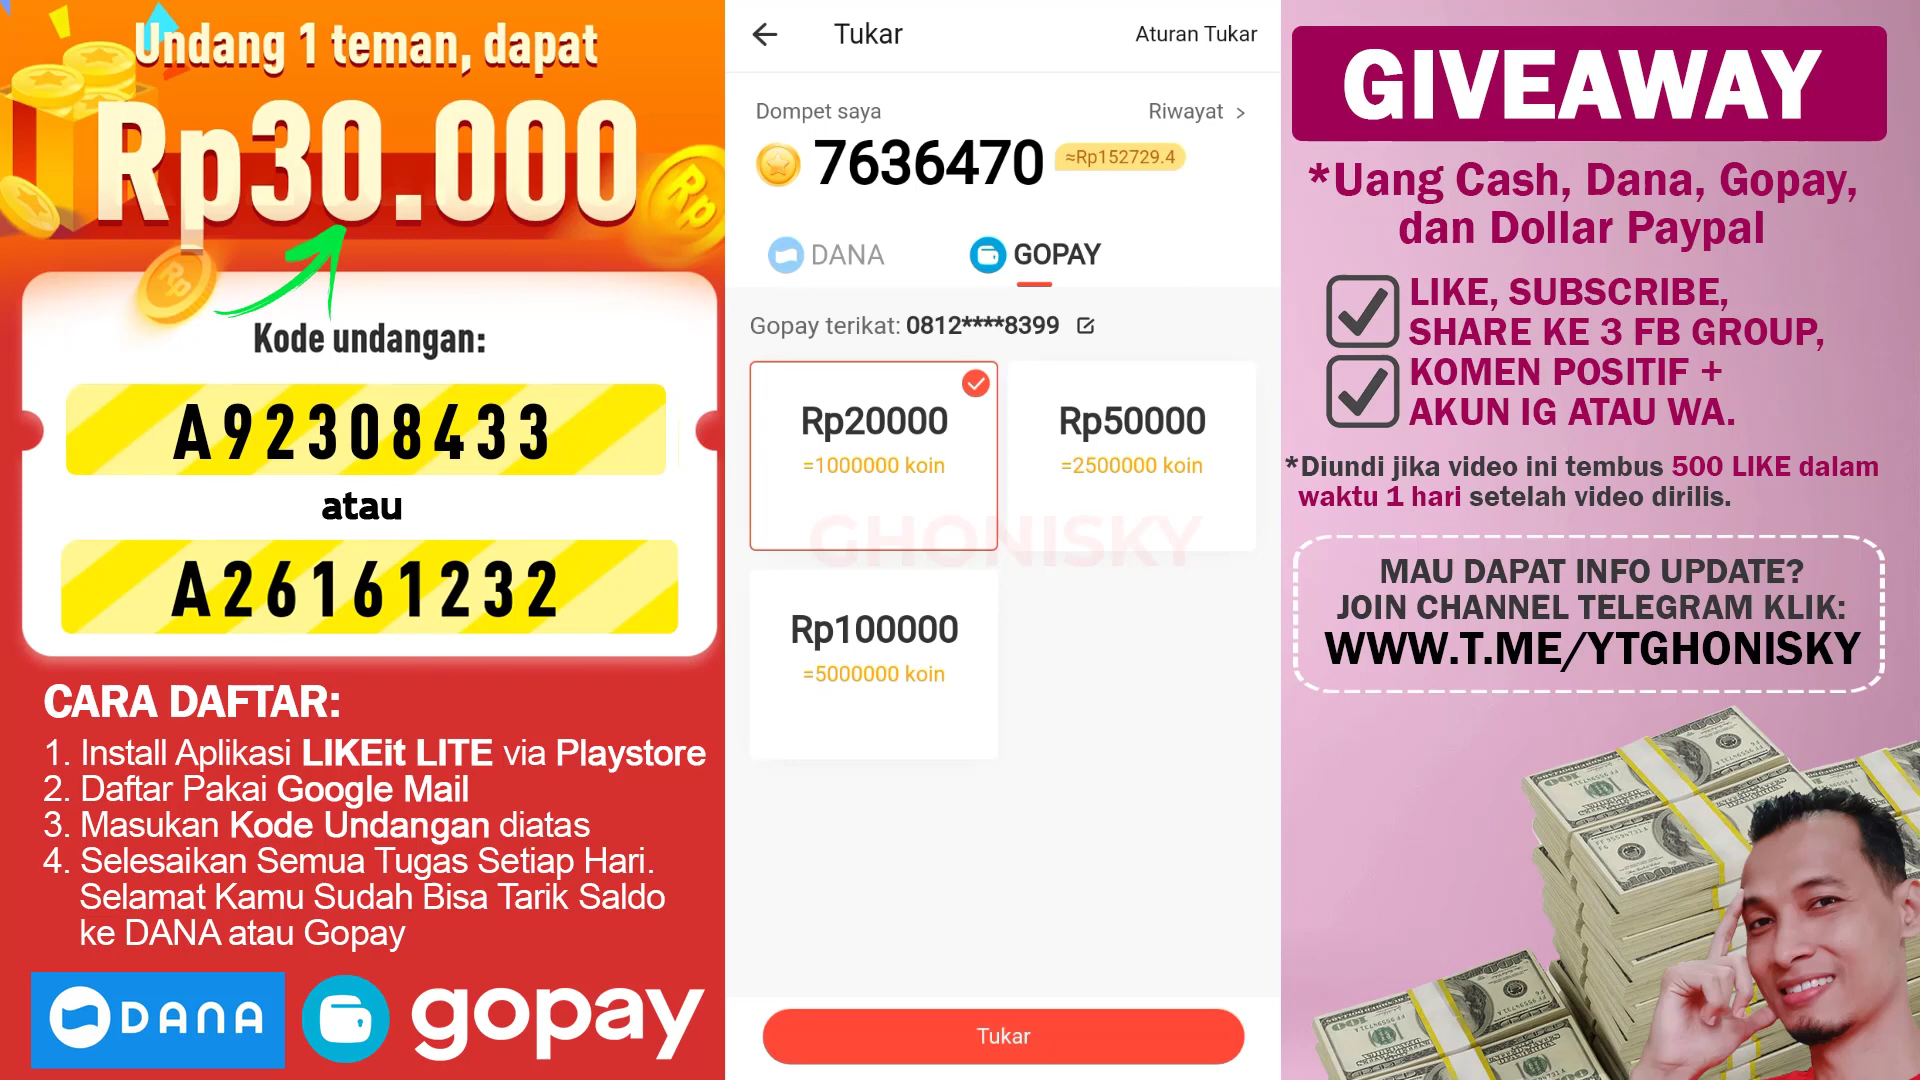 Undang 1 teman, dapat
Rp30.000
Rp
Rp
Kode undangan:
A92308433
atau
A26161232
CARA DAFTAR:
1. Install Aplikasi LIKEit LITE via Playstore
2. Daftar Pakai Google Mail
3. Masukan Kode Undangan diatas
4. Selesaikan Semua Tugas Setiap Hari.
Selamat Kamu Sudah Bisa Tarik Saldo
ke DANA atau Gopay
DANA
gopay
Tukar
Aturan Tukar
Dompet saya
Riwayat >
7636470
≈Rp152729.4
DANA
GOPAY
Gopay terikat: 0812****8399
Rp20000
=1000000 koin
Rp50000
=2500000 koin
GHONISKY
Rp100000
=5000000 koin
Tukar
GIVEAWAY
*Uang Cash, Dana, Gopay,
dan Dollar Paypal
LIKE, SUBSCRIBE,
SHARE KE 3 FB GROUP,
KOMEN POSITIF +
AKUN IG ATAU WA.
*Diundi jika video ini tembus 500 LIKE dalam
waktu 1 hari setelah video dirilis.
MAU DAPAT INFO UPDATE?
JOIN CHANNEL TELEGRAM KLIK:
WWW.T.ME/YTGHONISKY